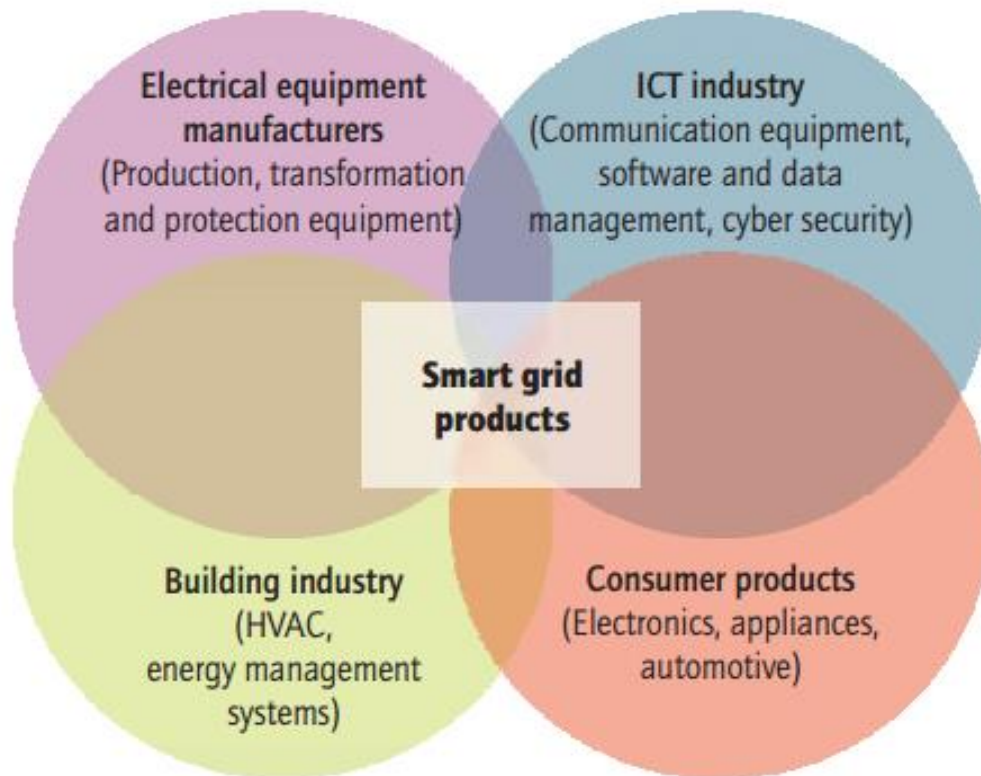 Electrical equipment
manufacturers
(Production, transformation
and protection equipment)
ICT industry
(Communication equipment,
software and data
management, cyber security)
Smart grid
products
Building industry
(HVAC,
energy management
systems)
Consumer products
(Electronics, appliances,
automotive)